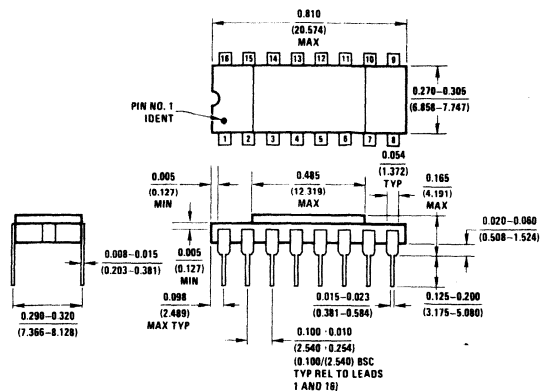 0.810
(20.574)
MAX
16 15 14 13 12 11 10 9
0.270–0.305
(6.858–7.747)
PIN NO. 1
IDENT
1 2 3 4 5 6 7 8
0.054
(1.372)
TYP
0.005
(0.127)
MIN
0.485
(12.319)
MAX
0.165
(4.191)
MAX
0.020–0.060
(0.508–1.524)
0.008–0.015
(0.203–0.381)
0.005
(0.127)
MIN
0.098
(2.489)
MAX TYP
0.015–0.023
(0.381–0.584)
0.125–0.200
(3.175–5.080)
0.290–0.320
(7.366–8.128)
0.100 · 0.010
(2.540 · 0.254)
(0.100/(2.540) BSC
TYP REL TO LEADS
1 AND 16)